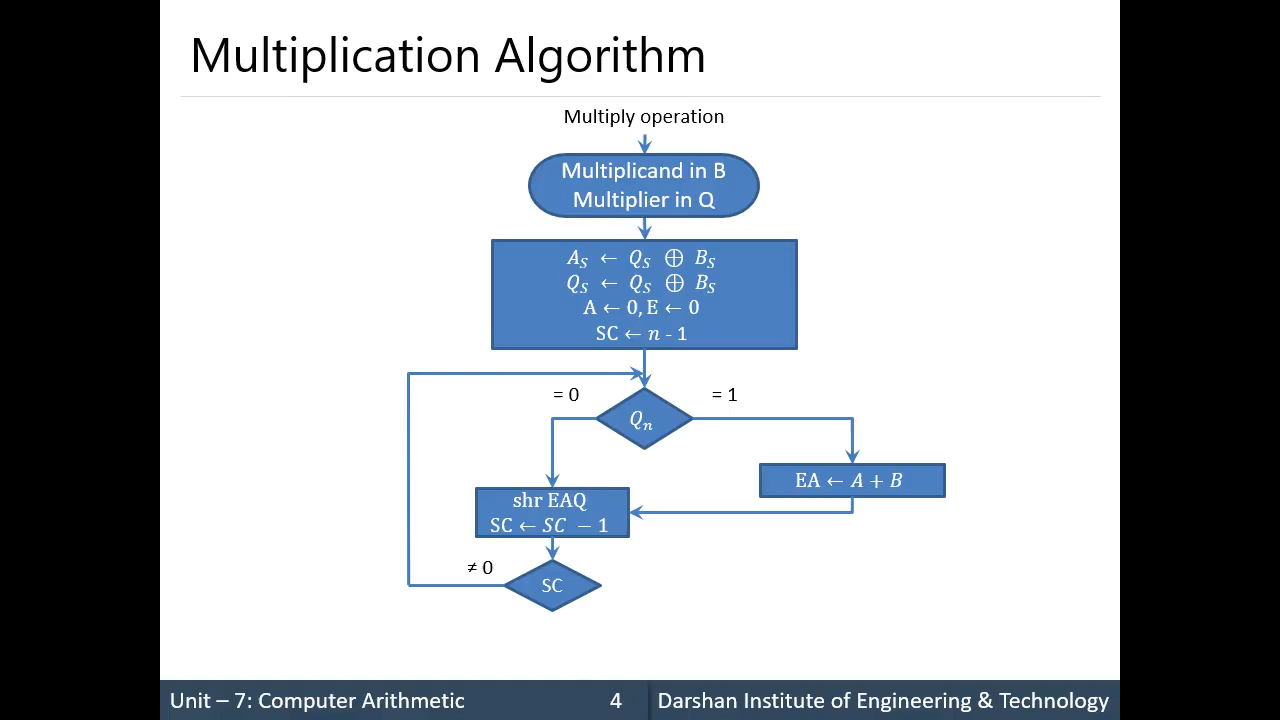 Multiplication Algorithm
Multiply operation
Multiplicand in B
Multiplier in Q
A_S ← Q_S ⊕ B_S
Q_S ← Q_S ⊕ B_S
A ← 0, E ← 0
SC ← n - 1
= 0
= 1
Q_n
EA ← A + B
shr EAQ
SC ← SC − 1
≠ 0
SC
Unit – 7: Computer Arithmetic
4
Darshan Institute of Engineering & Technology